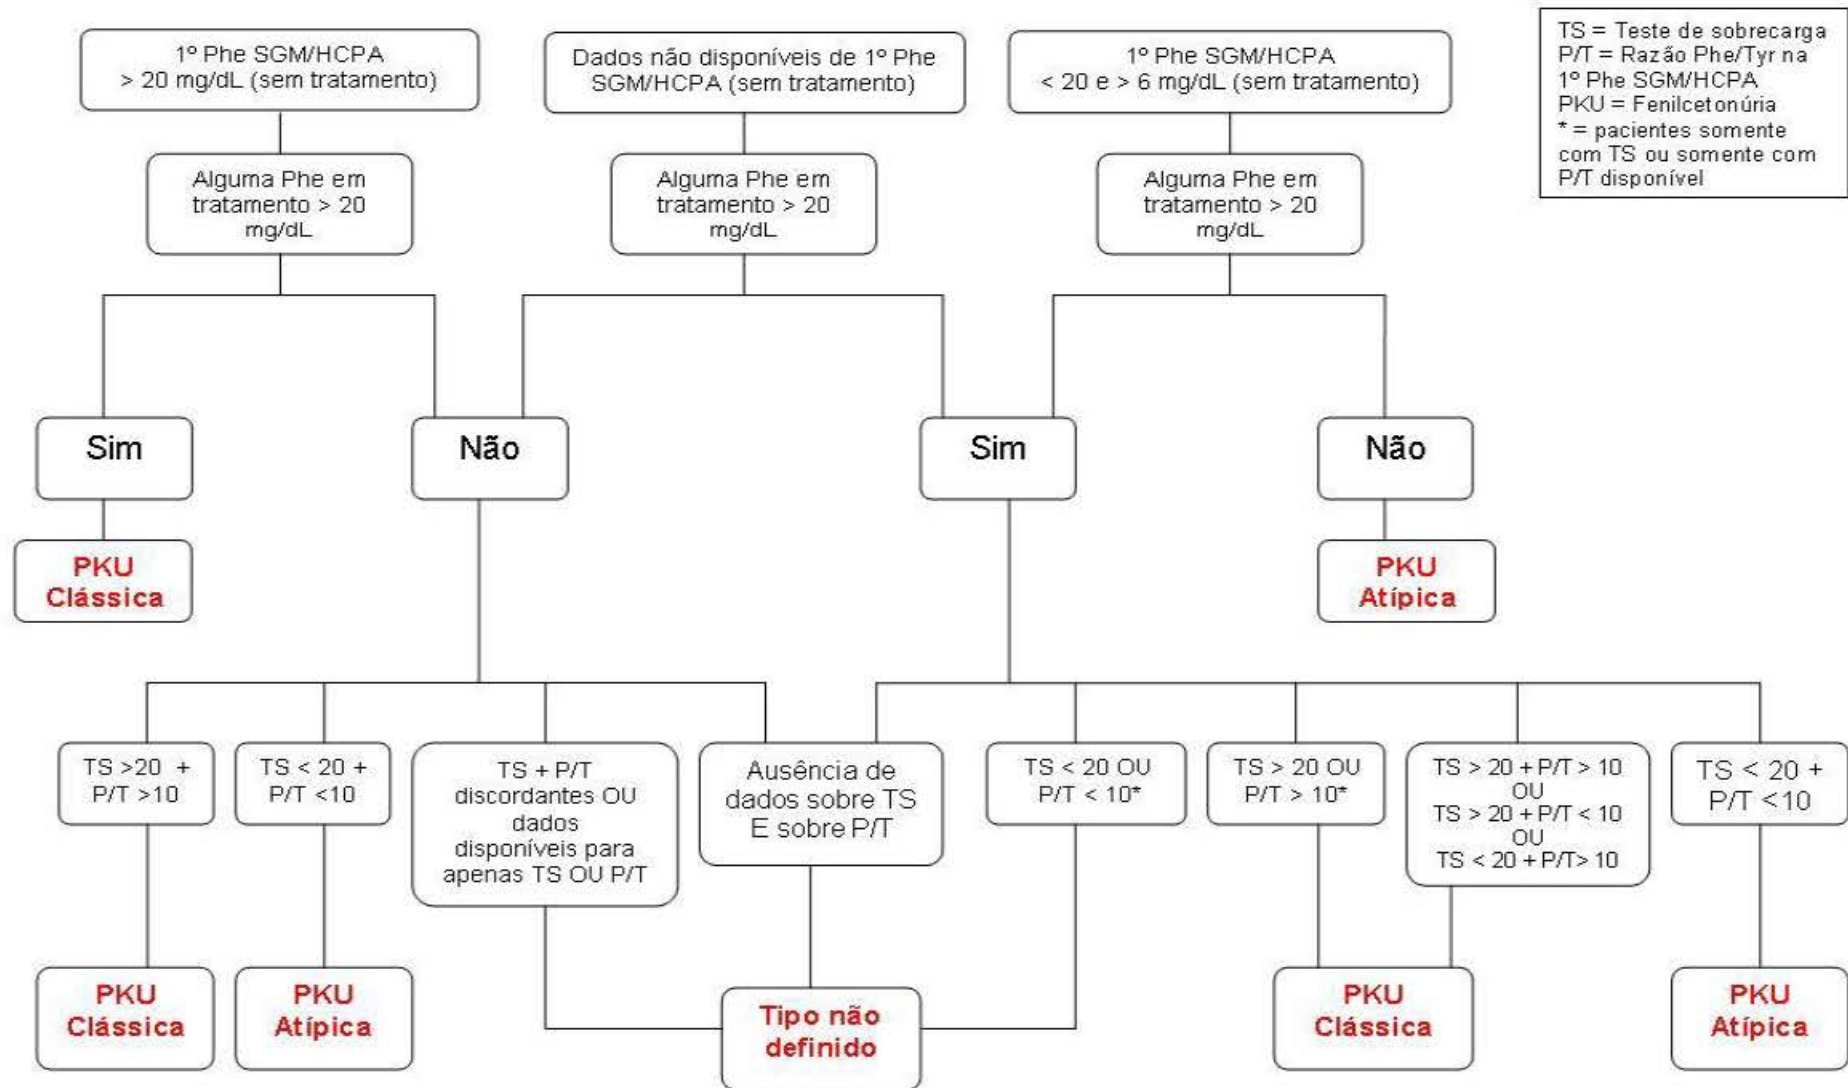 1º Phe SGM/HCPA
> 20 mg/dL (sem tratamento)
Dados não disponíveis de 1º Phe
SGM/HCPA (sem tratamento)
1º Phe SGM/HCPA
< 20 e > 6 mg/dL (sem tratamento)
TS = Teste de sobrecarga
P/T = Razão Phe/Tyr na
1º Phe SGM/HCPA
PKU = Fenilcetonúria
* = pacientes somente
com TS ou somente com
P/T disponível
Alguma Phe em
tratamento > 20
mg/dL
Alguma Phe em
tratamento > 20
mg/dL
Alguma Phe em
tratamento > 20
mg/dL
Sim
Não
Sim
Não
PKU
Clássica
PKU
Atípica
TS >20 +
P/T >10
TS < 20 +
P/T <10
TS + P/T
discordantes OU
dados
disponíveis para
apenas TS OU P/T
Ausência de
dados sobre TS
E sobre P/T
TS < 20 OU
P/T < 10*
TS > 20 OU
P/T > 10*
TS > 20 + P/T > 10
OU
TS > 20 + P/T < 10
OU
TS < 20 + P/T> 10
TS < 20 +
P/T <10
PKU
Clássica
PKU
Atípica
Tipo não
definido
PKU
Clássica
PKU
Atípica